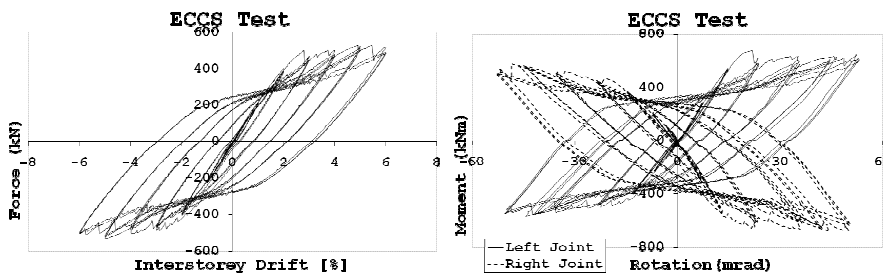 ECCS Test
600
400
200
0
-8 -6 -4 -2 0 2 4 6 8
-200
-400
-600
Force (kN)
Interstorey Drift [%]
ECCS Test
800
400
0
-60 -30 0 30 6
-400
-800
Moment (kNm)
Rotation(mrad)
Left Joint
Right Joint